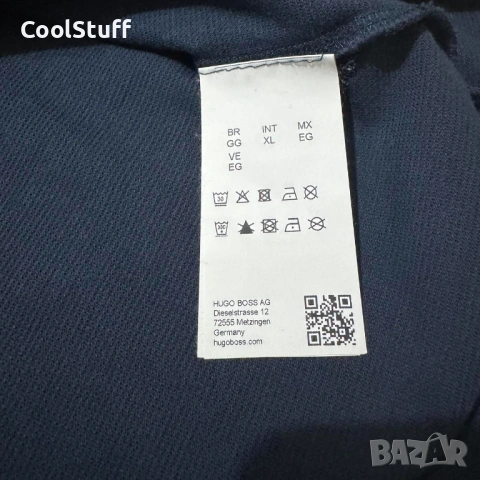 CoolStuff
BR INT MX
GG XL EG
VE
EG
30
HUGO BOSS AG
Dieselstrasse 12
72555 Metzingen
Germany
hugoboss.com
BAZAR